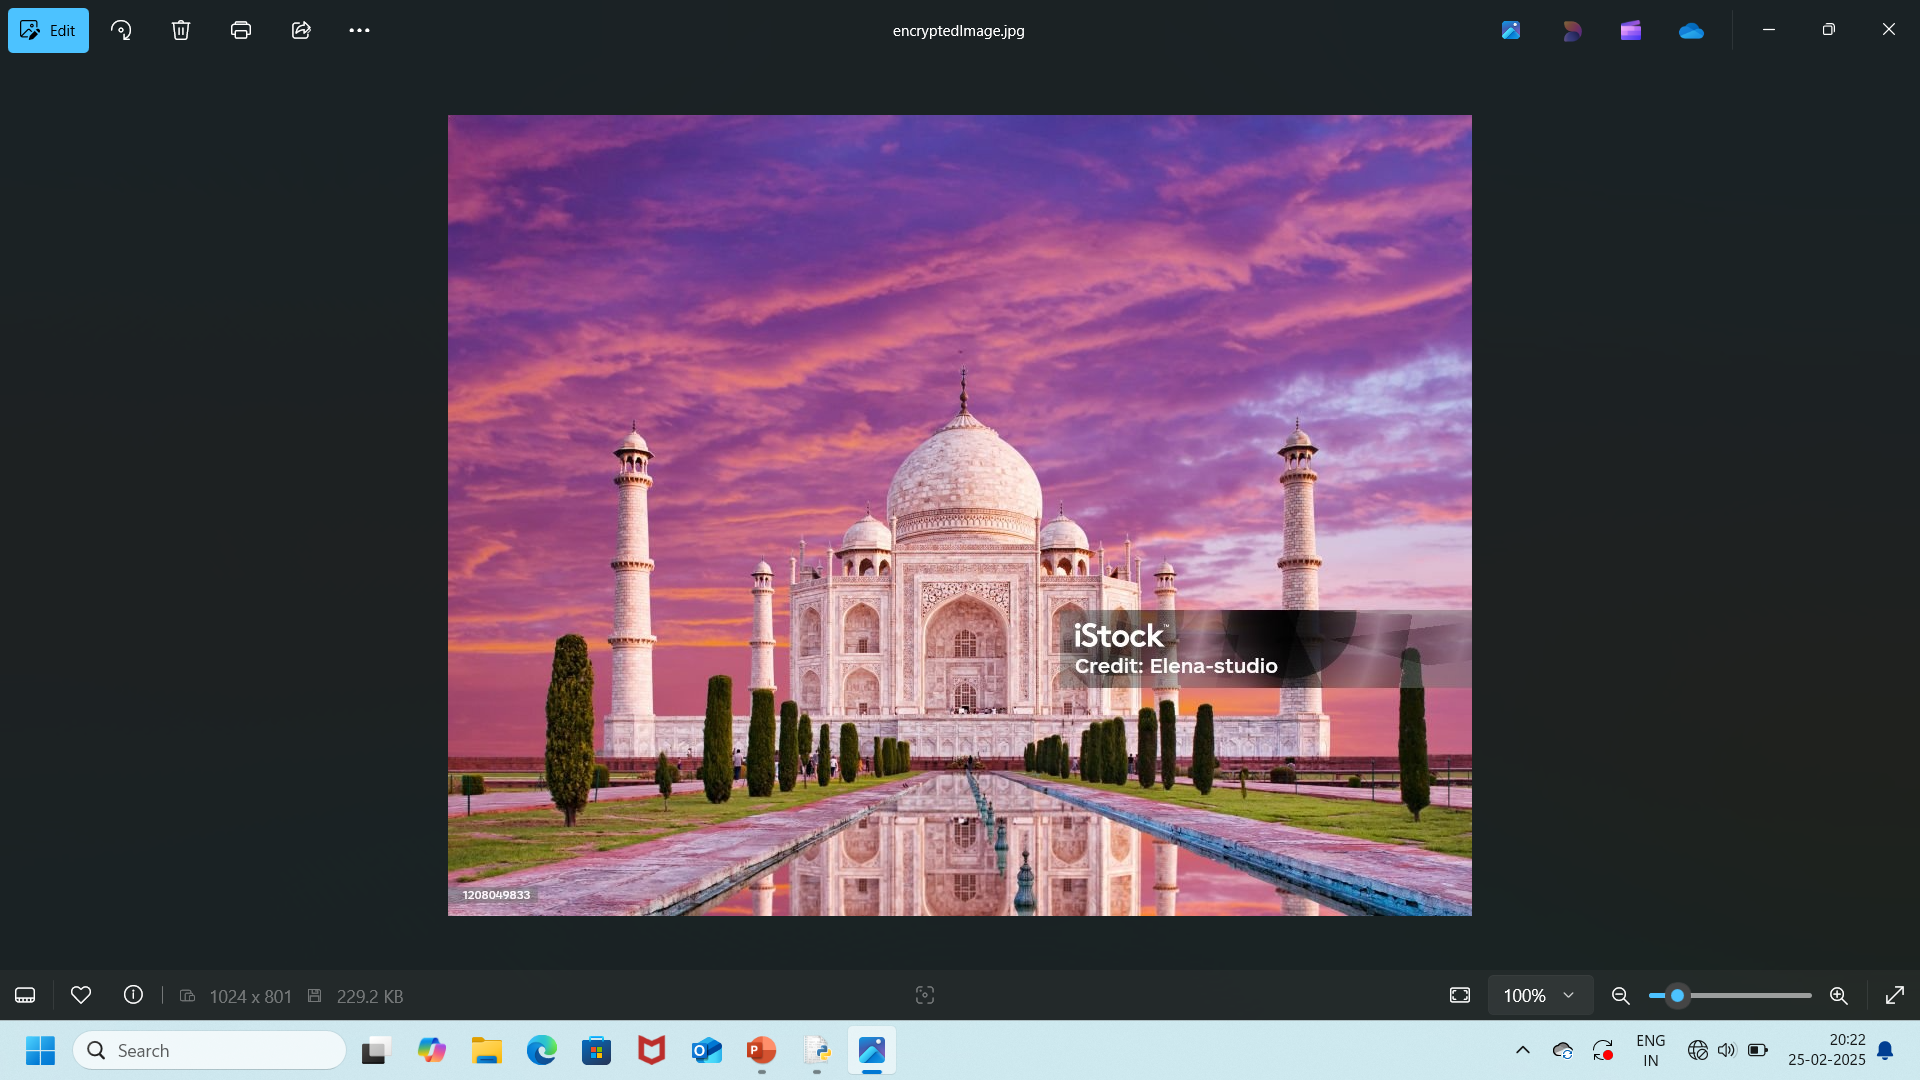 Edit
encryptedImage.jpg
iStock™
Credit: Elena-studio
1208049833
1024 x 801
229.2 KB
100%
Search
ENG
IN
20:22
25-02-2025